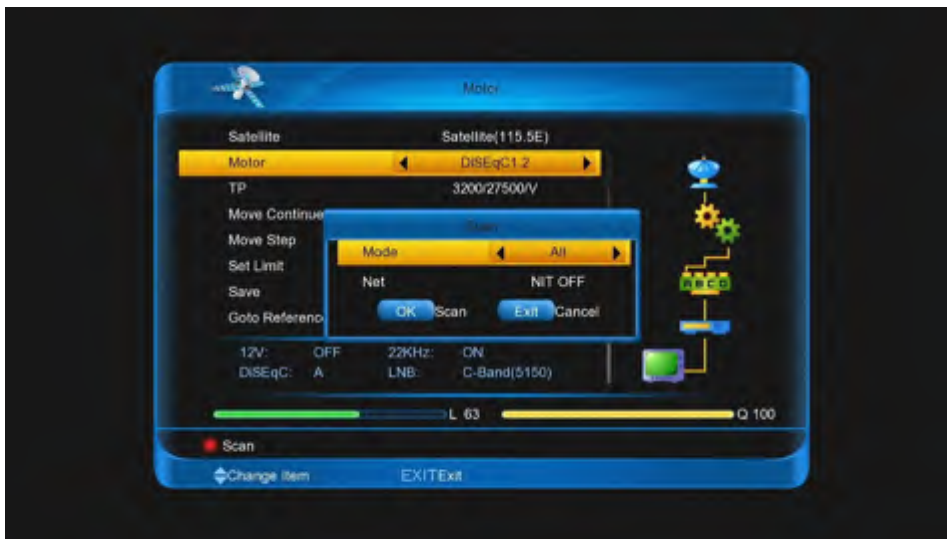 Motor
Satellite Satellite(115.5E)
Motor DiSEqC1.2
TP 3200/27500/V
Move Continue
Move Step
Set Limit
Save
Goto Referenc
Scan
Mode All
Net NIT OFF
OK Scan Exit Cancel
12V: OFF 22KHz: ON
DiSEqC: A LNB: C-Band(5150)
A B C D
L 63 Q 100
Scan
Change Item EXIT Exit